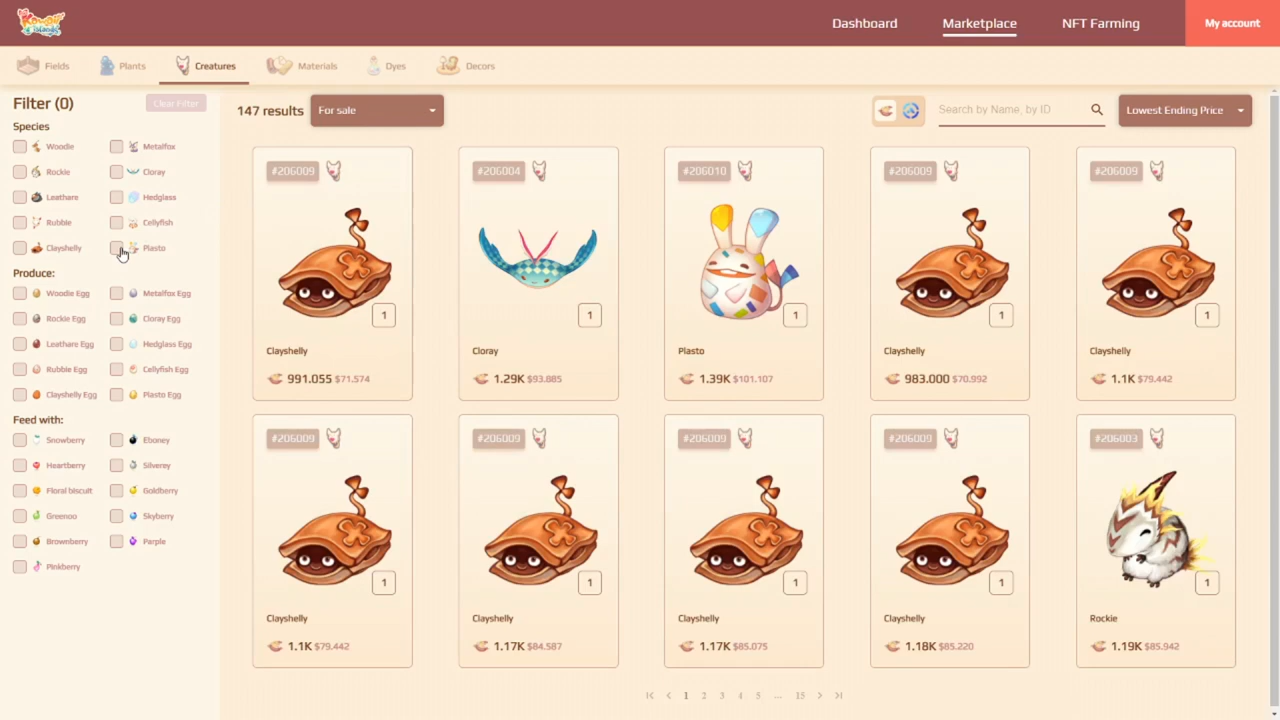 Kawaii
Islands
Dashboard
Marketplace
NFT Farming
My account
Fields
Plants
Creatures
Materials
Dyes
Decors
Filter (0)
Clear Filter
147 results
For sale
Search by Name, by ID
Lowest Ending Price
Species
Woodie
Metalfox
Rockie
Cloray
Leathare
Hedglass
Rubble
Cellyfish
Clayshelly
Plasto
Produce:
Woodie Egg
Metalfox Egg
Rockie Egg
Cloray Egg
Leathare Egg
Hedglass Egg
Rubble Egg
Cellyfish Egg
Clayshelly Egg
Plasto Egg
Feed with:
Snowberry
Eboney
Heartberry
Silveray
Floral biscuit
Goldberry
Greenoo
Skyberry
Brownberry
Parple
Pinkberry
#206009
1
Clayshelly
991.055 $71.574
#206004
1
Cloray
1.29K $93.885
#206010
1
Plasto
1.39K $101.107
#206009
1
Clayshelly
983.000 $70.992
#206009
1
Clayshelly
1.1K $79.442
#206009
1
Clayshelly
1.1K $79.442
#206009
1
Clayshelly
1.17K $84.587
#206009
1
Clayshelly
1.17K $85.075
#206009
1
Clayshelly
1.18K $85.220
#206003
1
Rockie
1.19K $85.942
1 2 3 4 5 ... 15